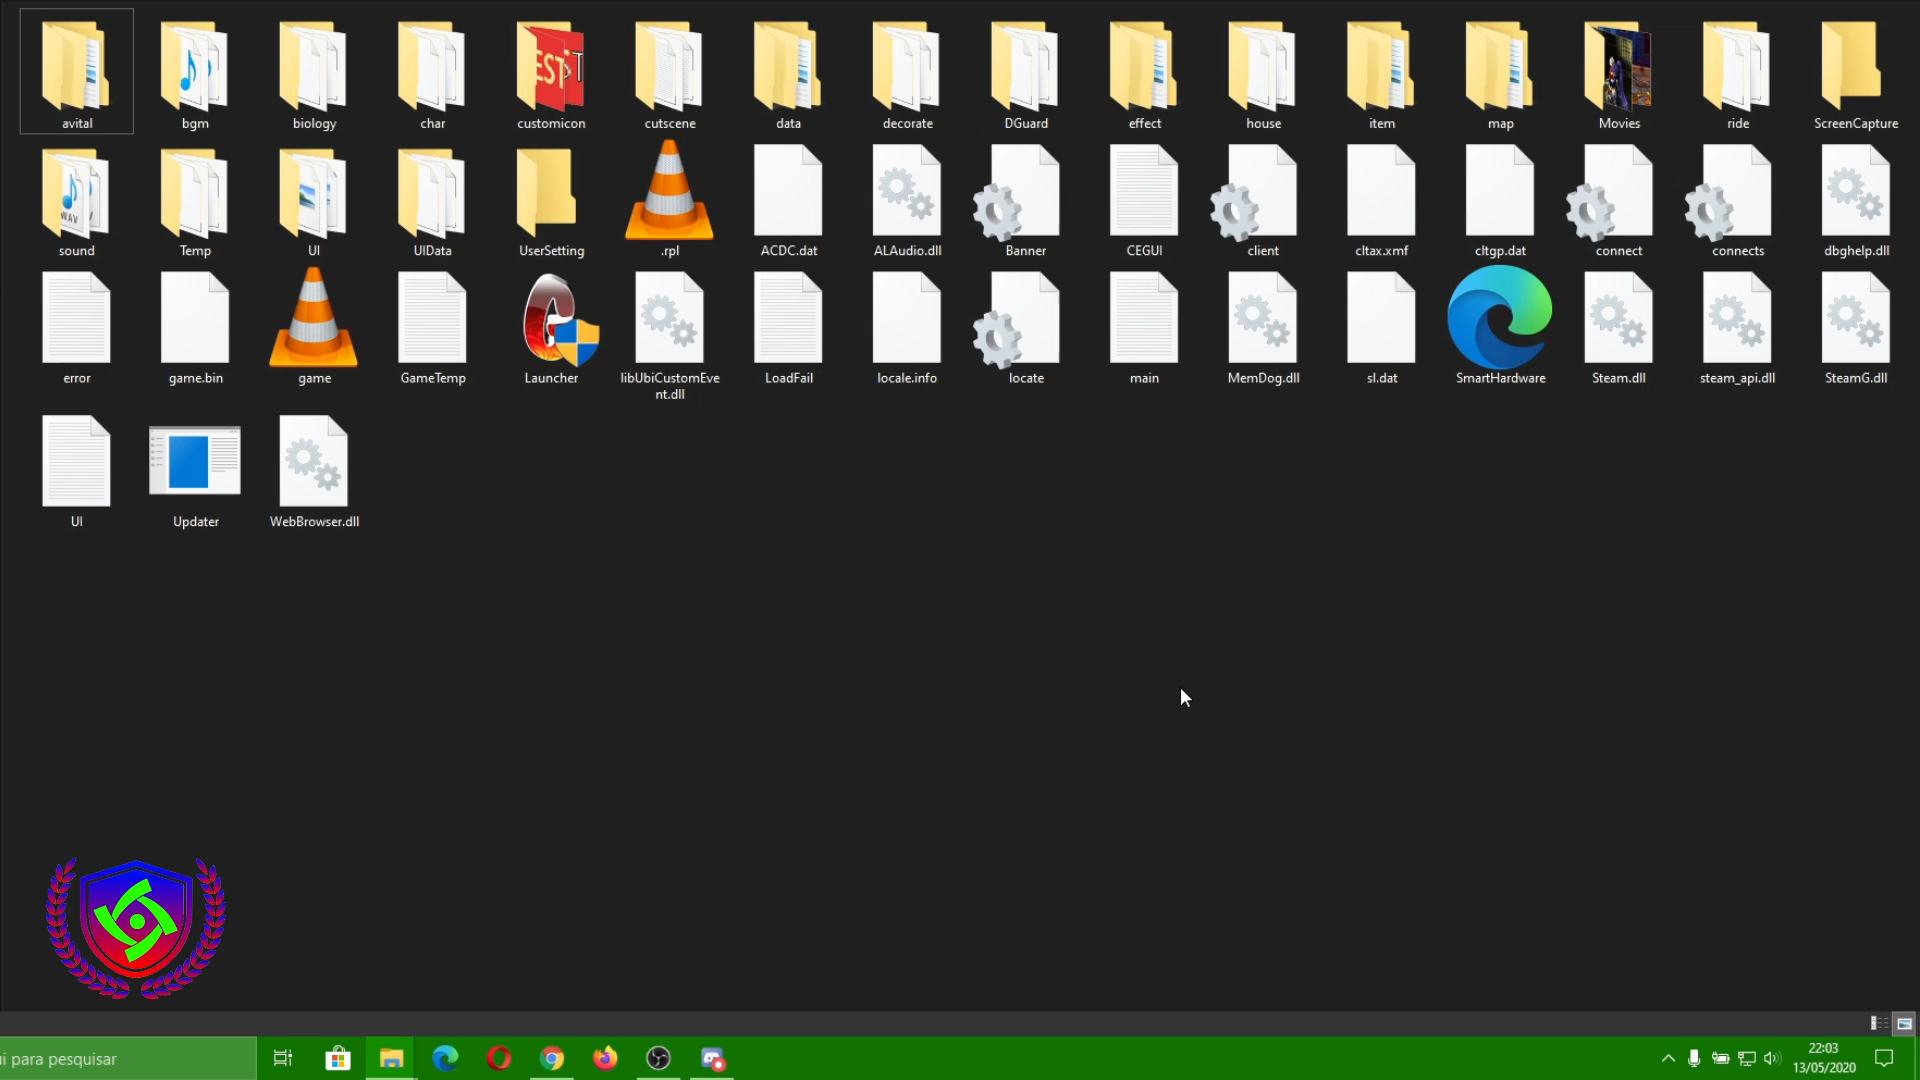 avital
bgm
biology
char
customicon
cutscene
data
decorate
DGuard
effect
house
item
map
Movies
ride
ScreenCapture
sound
Temp
UI
UIData
UserSetting
.rpl
ACDC.dat
ALAudio.dll
Banner
CEGUI
client
cltax.xmf
cltgp.dat
connect
connects
dbghelp.dll
error
game.bin
game
GameTemp
Launcher
libUbiCustomEve
nt.dll
LoadFail
locale.info
locate
main
MemDog.dll
sl.dat
SmartHardware
Steam.dll
steam_api.dll
SteamG.dll
UI
Updater
WebBrowser.dll
ui para pesquisar
22:03
13/05/2020